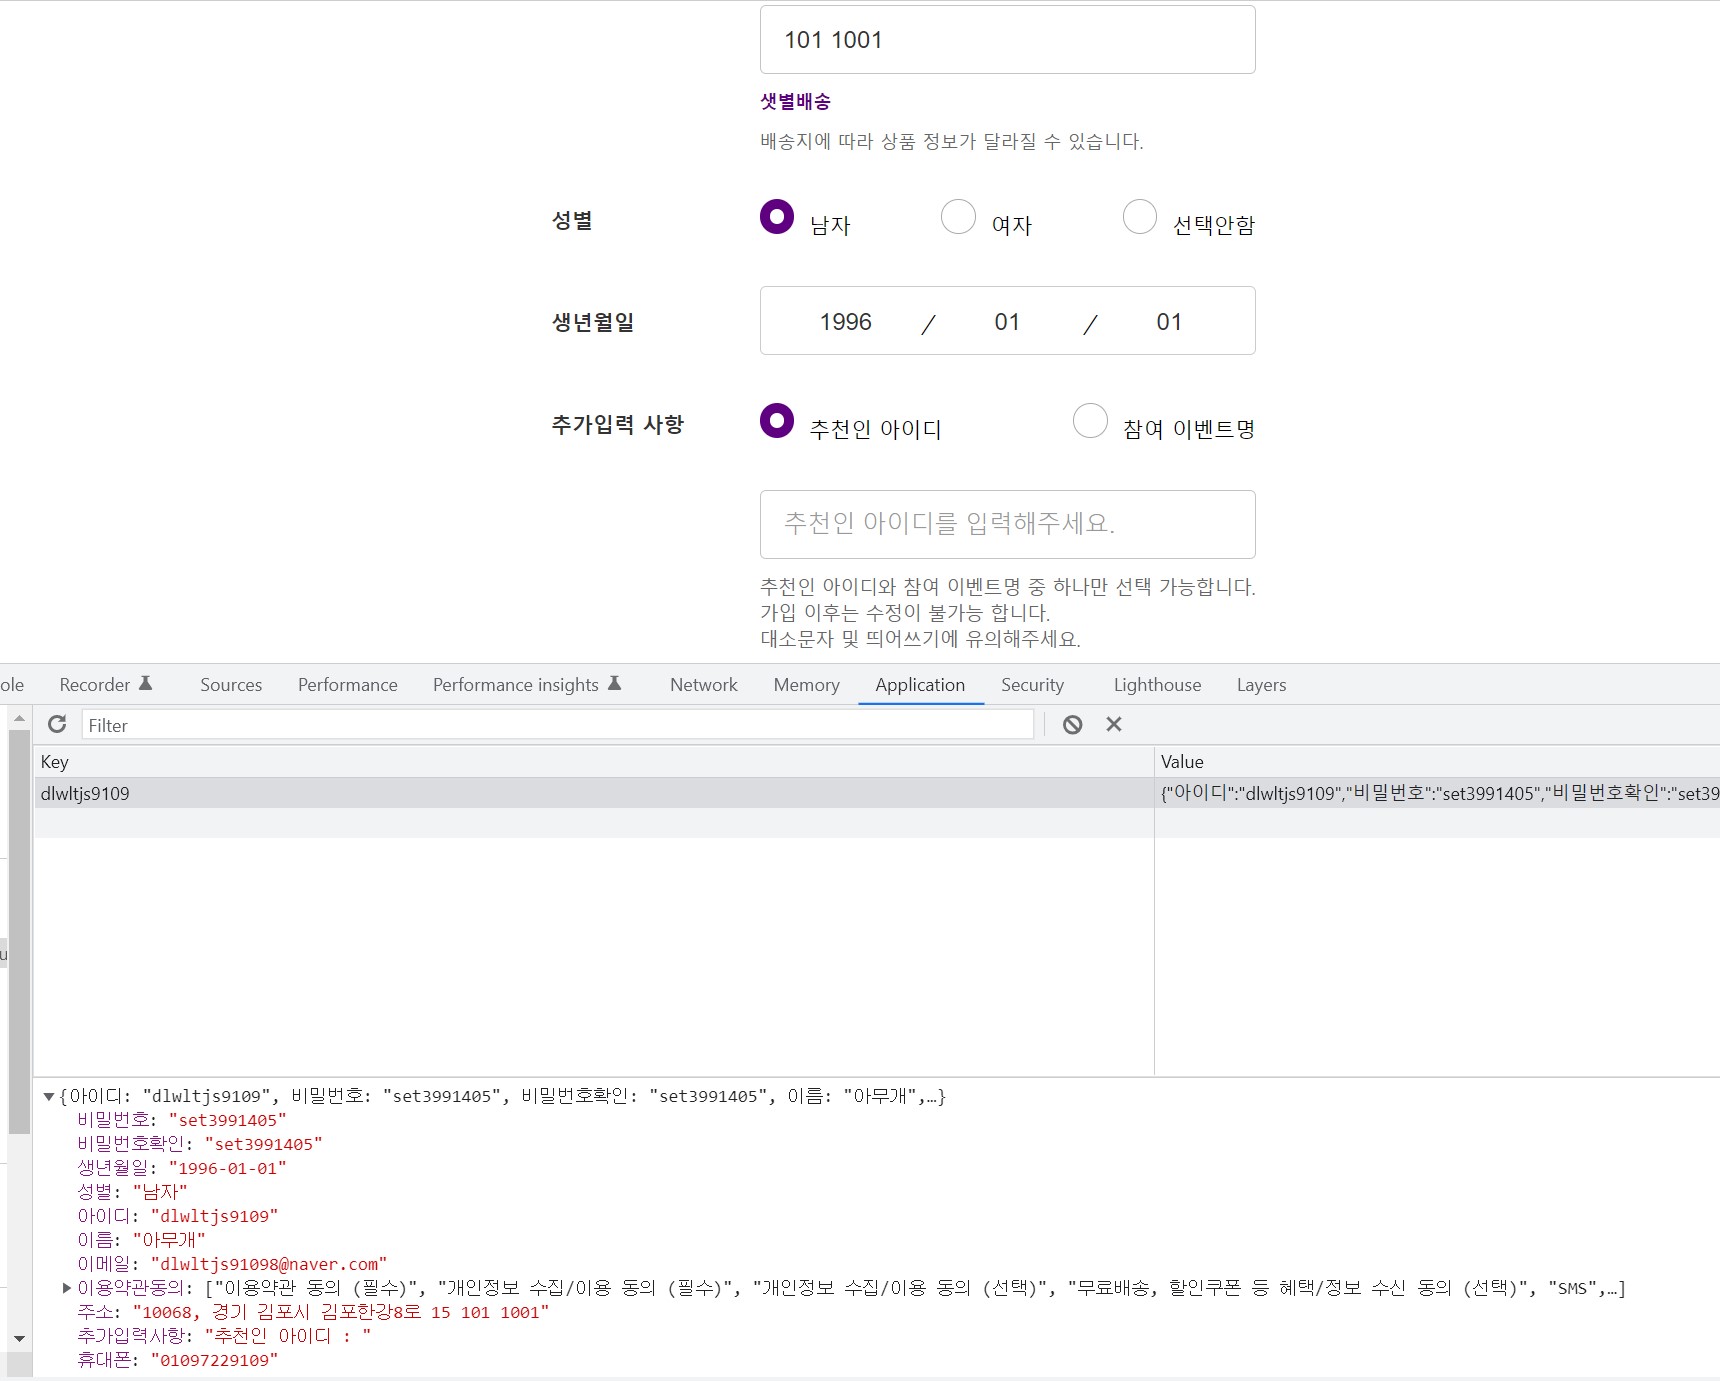 101 1001
샛별배송
배송지에 따라 상품 정보가 달라질 수 있습니다.
성별 남자 여자 선택안함
생년월일 1996 / 01 / 01
추가입력 사항 추천인 아이디 참여 이벤트명
추천인 아이디를 입력해주세요.
추천인 아이디와 참여 이벤트명 중 하나만 선택 가능합니다.
가입 이후는 수정이 불가능 합니다.
대소문자 및 띄어쓰기에 유의해주세요.
ole Recorder Sources Performance Performance insights Network Memory Application Security Lighthouse Layers
Filter
Key Value
dlwltjs9109 {"아이디":"dlwltjs9109","비밀번호":"set3991405","비밀번호확인":"set39
u
{아이디: "dlwltjs9109", 비밀번호: "set3991405", 비밀번호확인: "set3991405", 이름: "아무개",…}
비밀번호: "set3991405"
비밀번호확인: "set3991405"
생년월일: "1996-01-01"
성별: "남자"
아이디: "dlwltjs9109"
이름: "아무개"
이메일: "dlwltjs91098@naver.com"
이용약관동의: ["이용약관 동의 (필수)", "개인정보 수집/이용 동의 (필수)", "개인정보 수집/이용 동의 (선택)", "무료배송, 할인쿠폰 등 혜택/정보 수신 동의 (선택)", "SMS",…]
주소: "10068, 경기 김포시 김포한강8로 15 101 1001"
추가입력사항: "추천인 아이디 : "
휴대폰: "01097229109"